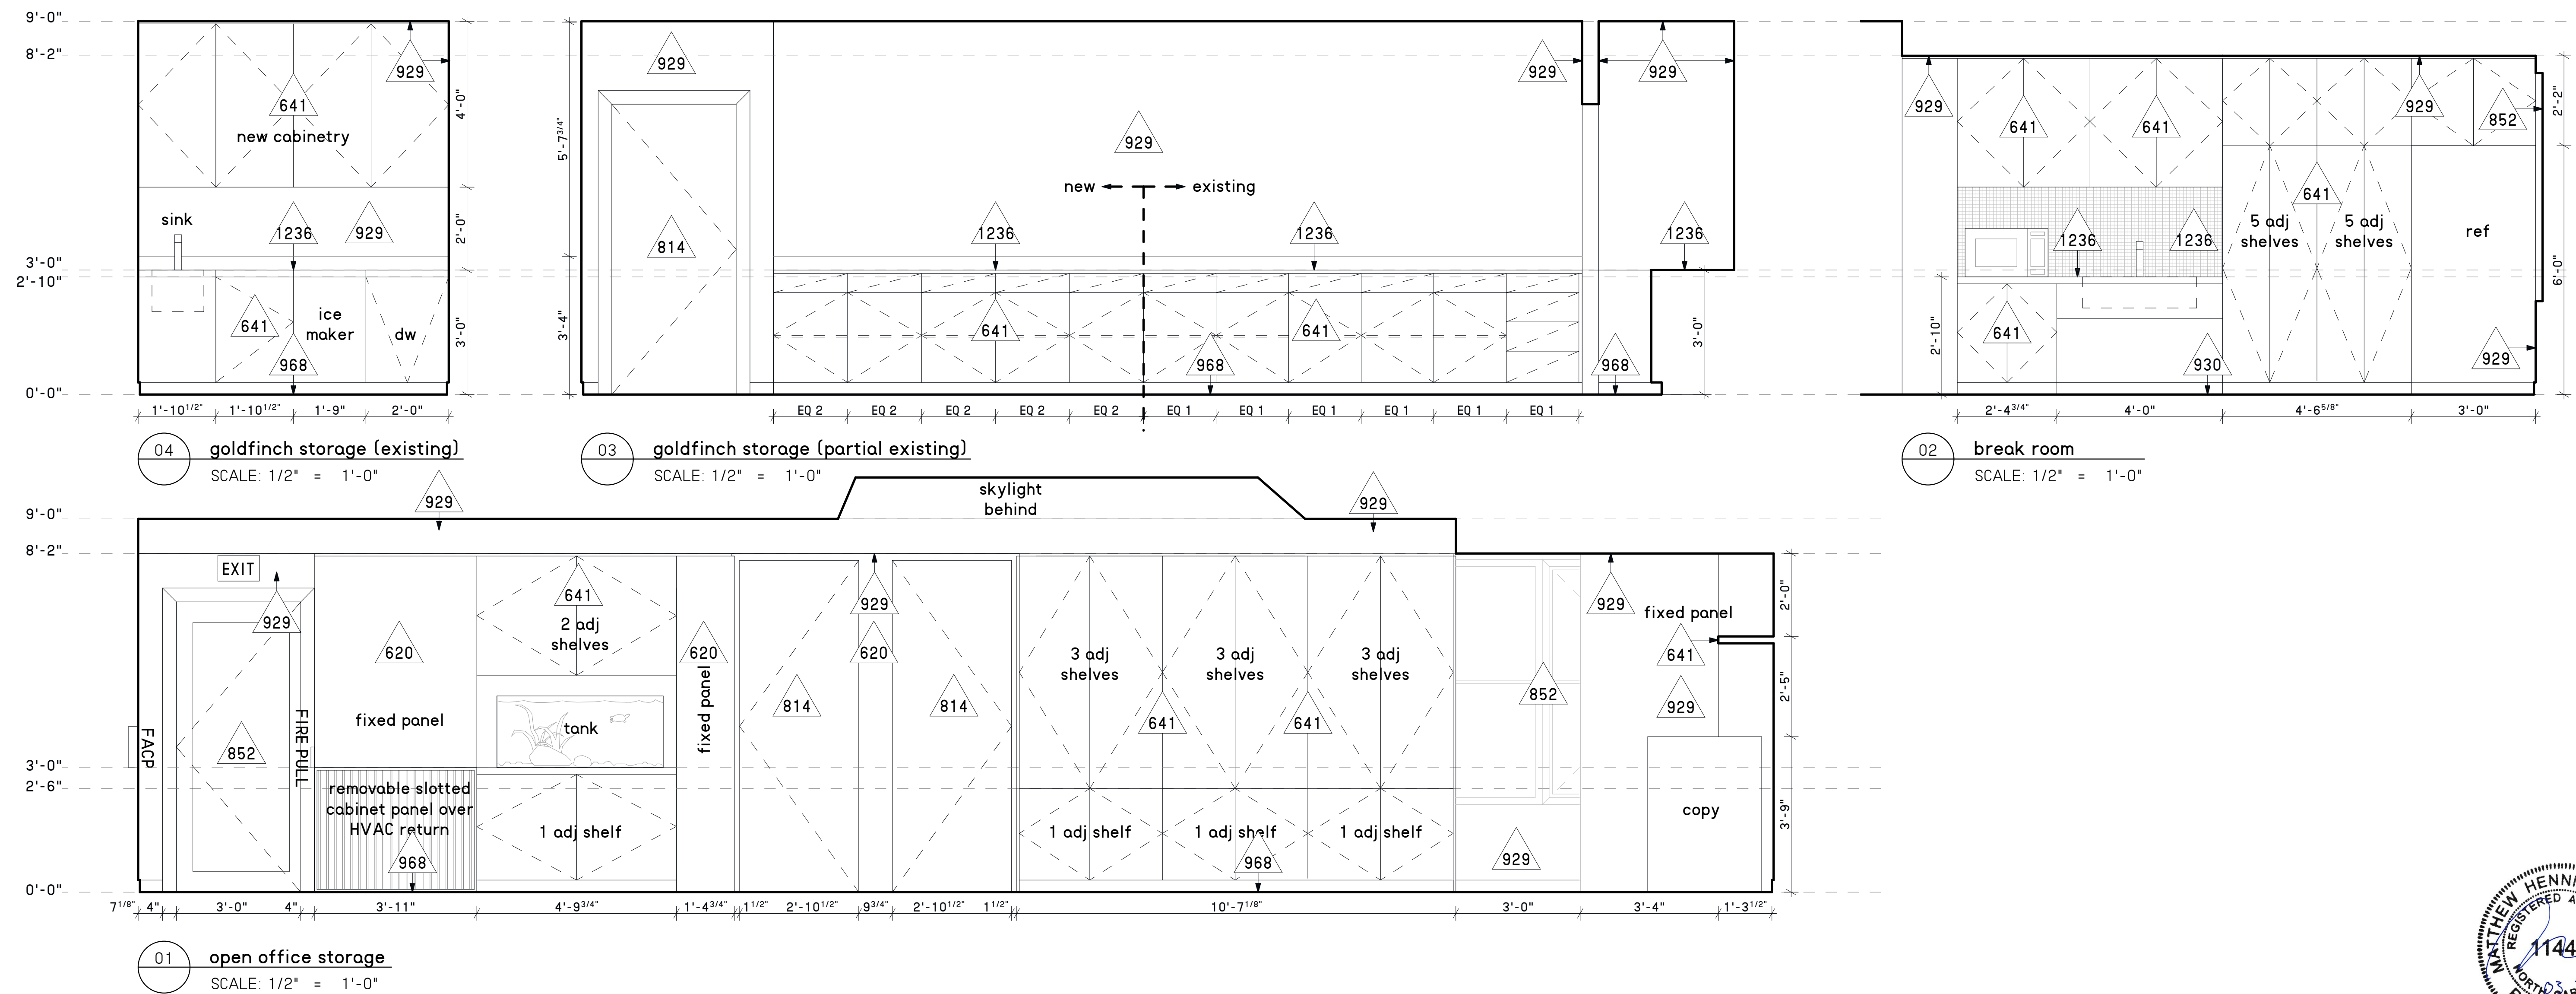 9'-0"
8'-2"
3'-0"
2'-10"
0'-0"
929
641
new cabinetry
sink
1236
929
641
ice
maker
dw
968
4'-0"
2'-0"
3'-0"
1'-10 1/2"
1'-10 1/2"
1'-9"
2'-0"
04
goldfinch storage (existing)
SCALE: 1/2" = 1'-0"
5'-7 3/4"
3'-4"
929
814
929
929
929
new
existing
1236
1236
1236
641
641
968
968
3'-0"
EQ 2
EQ 2
EQ 2
EQ 2
EQ 2
EQ 1
EQ 1
EQ 1
EQ 1
EQ 1
EQ 1
03
goldfinch storage (partial existing)
SCALE: 1/2" = 1'-0"
929
641
641
929
852
2'-2"
641
5 adj
shelves
5 adj
shelves
ref
1236
1236
641
930
929
6'-0"
2'-10"
2'-4 3/4"
4'-0"
4'-6 5/8"
3'-0"
02
break room
SCALE: 1/2" = 1'-0"
929
skylight
behind
929
9'-0"
8'-2"
3'-0"
2'-6"
0'-0"
EXIT
929
FACP
852
FIRE PULL
620
fixed panel
removable slotted
cabinet panel over
HVAC return
968
641
2 adj
shelves
tank
1 adj shelf
620
fixed panel
814
929
620
814
3 adj
shelves
3 adj
shelves
3 adj
shelves
641
641
1 adj shelf
1 adj shelf
1 adj shelf
968
852
929
929
fixed panel
641
929
copy
2'-0"
2'-5"
3'-9"
7 1/8"
4"
3'-0"
4"
3'-11"
4'-9 3/4"
1'-4 3/4"
1 1/2"
2'-10 1/2"
9 3/4"
2'-10 1/2"
1 1/2"
10'-7 1/8"
3'-0"
3'-4"
1'-3 1/2"
01
open office storage
SCALE: 1/2" = 1'-0"
MATTHEW HENNI
REGISTERED A
1144
NORTH CAR
03